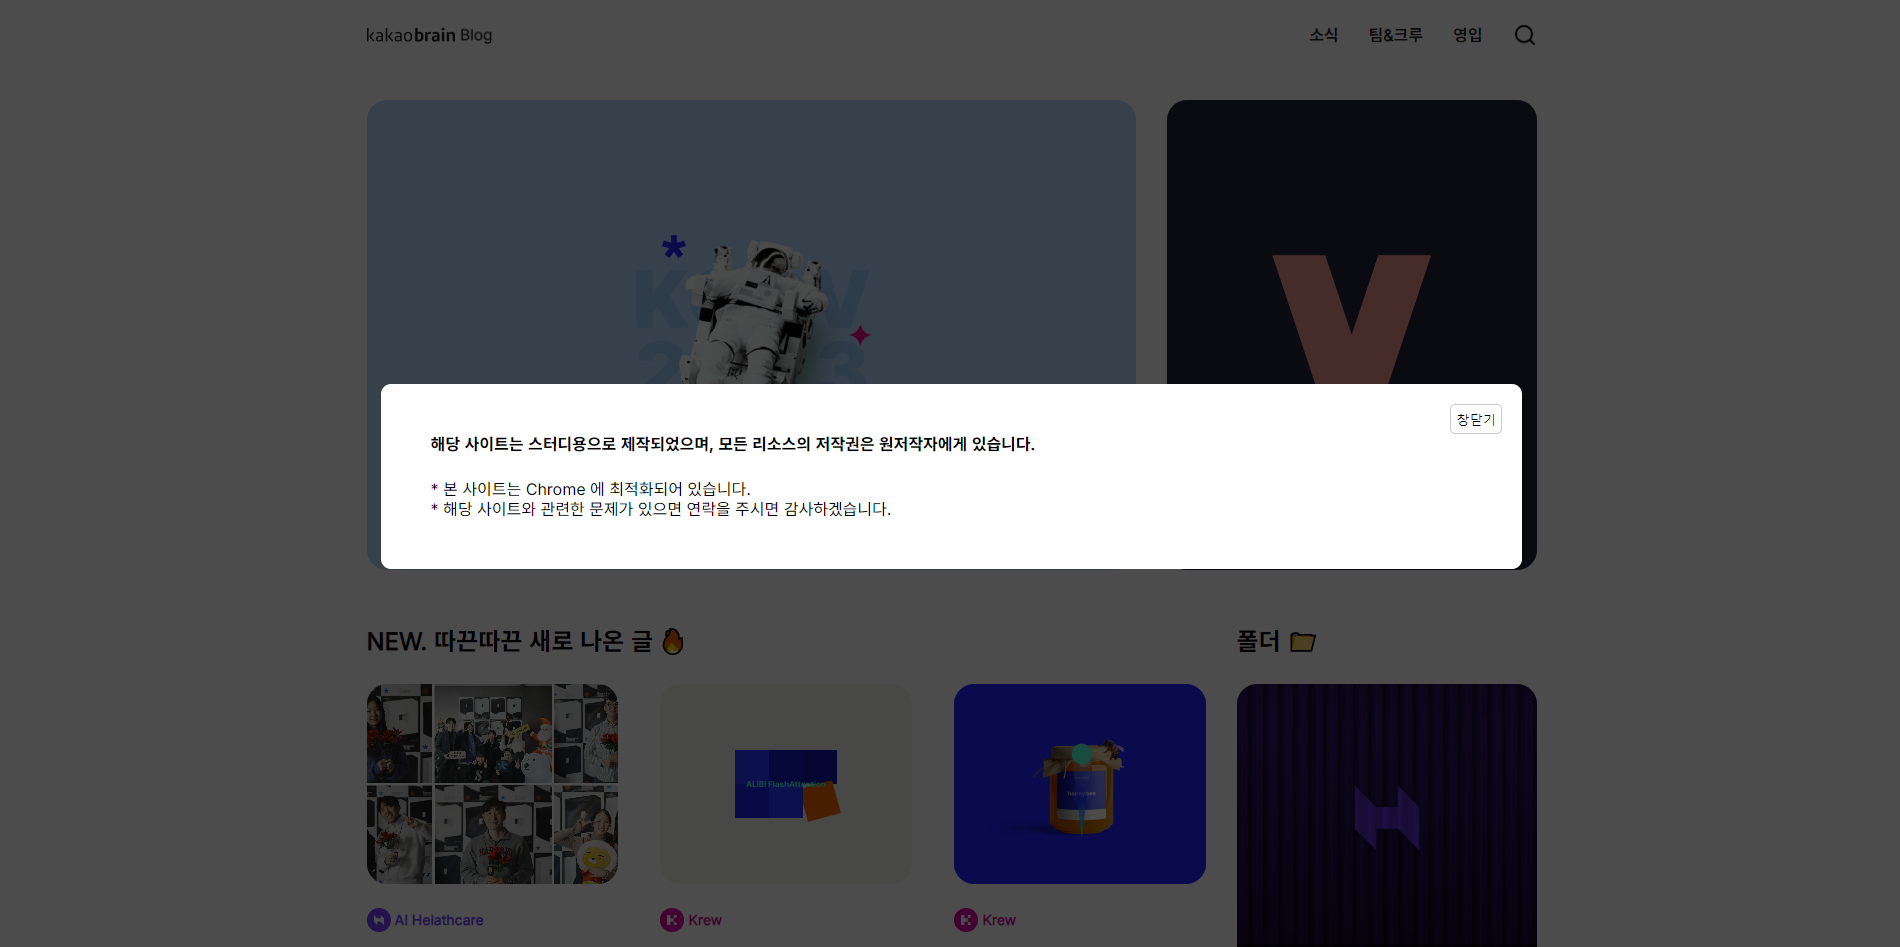 kakaobrain Blog
소식 팀&크루 영입
창닫기
해당 사이트는 스터디용으로 제작되었으며, 모든 리소스의 저작권은 원저작자에게 있습니다.
* 본 사이트는 Chrome 에 최적화되어 있습니다.
* 해당 사이트와 관련한 문제가 있으면 연락을 주시면 감사하겠습니다.
NEW. 따끈따끈 새로 나온 글
폴더
ALiBi FlashAttention
AI Helathcare
Krew
Krew